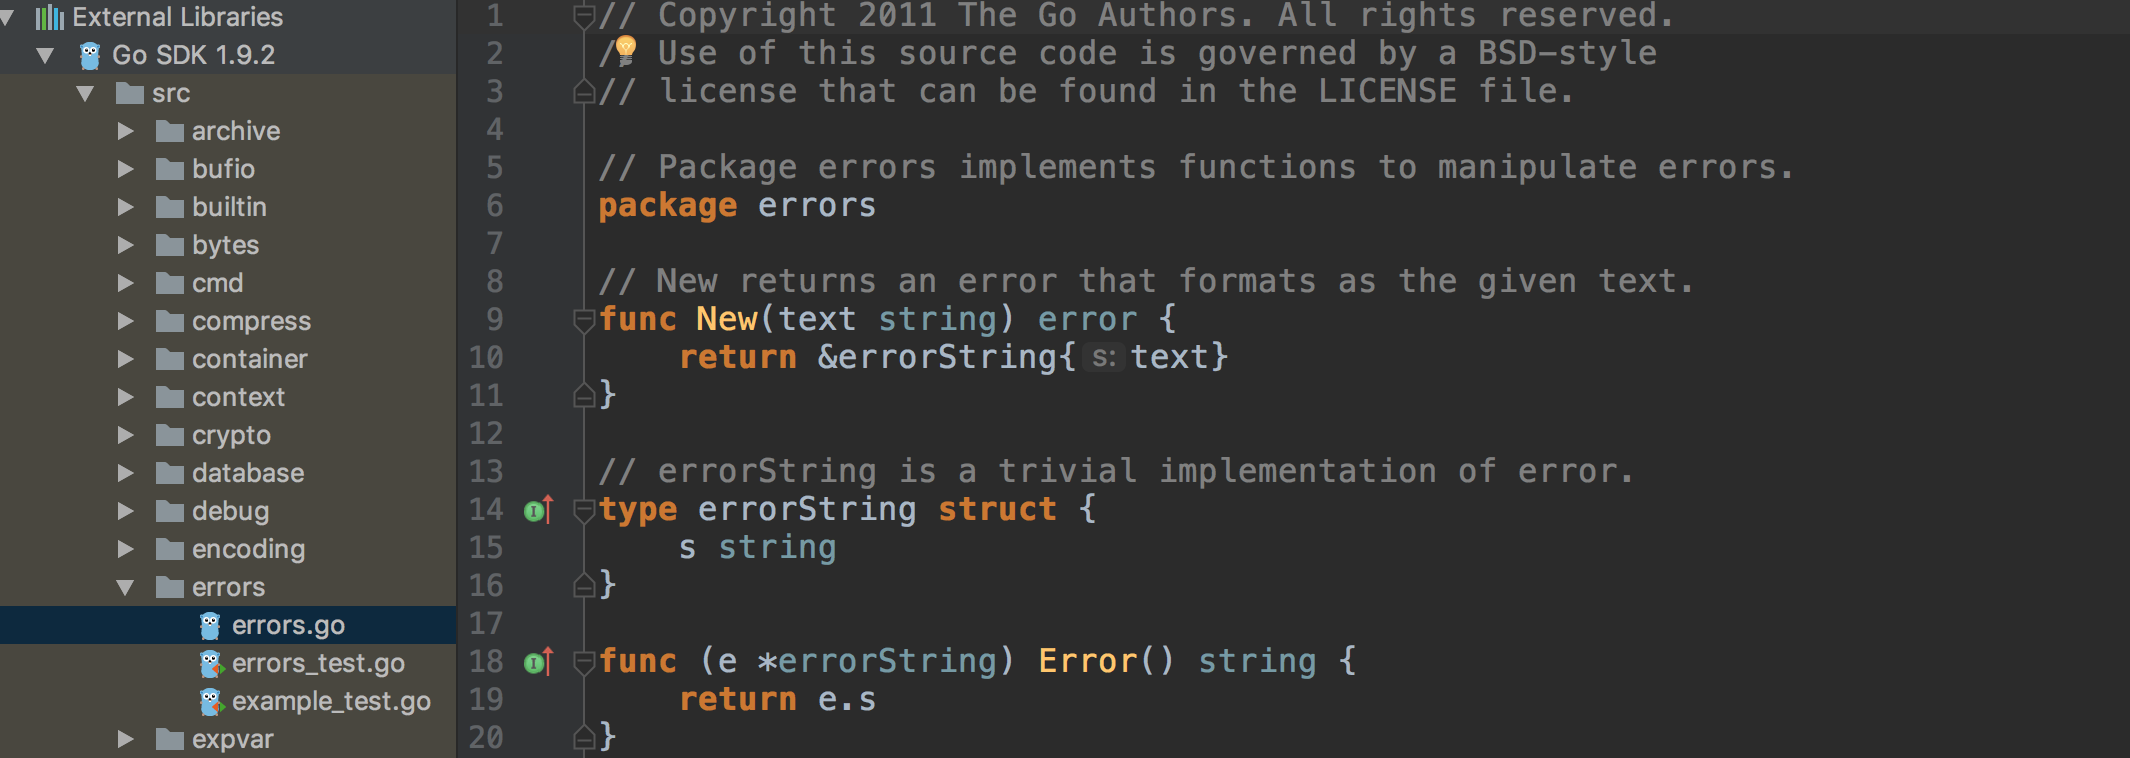 External Libraries
Go SDK 1.9.2
src
archive
bufio
builtin
bytes
cmd
compress
container
context
crypto
database
debug
encoding
errors
errors.go
errors_test.go
example_test.go
expvar
1 // Copyright 2011 The Go Authors. All rights reserved.
2 / Use of this source code is governed by a BSD-style
3 // license that can be found in the LICENSE file.
4
5 // Package errors implements functions to manipulate errors.
6 package errors
7
8 // New returns an error that formats as the given text.
9 func New(text string) error {
10     return &errorString{ s: text}
11 }
12
13 // errorString is a trivial implementation of error.
14 type errorString struct {
15     s string
16 }
17
18 func (e *errorString) Error() string {
19     return e.s
20 }